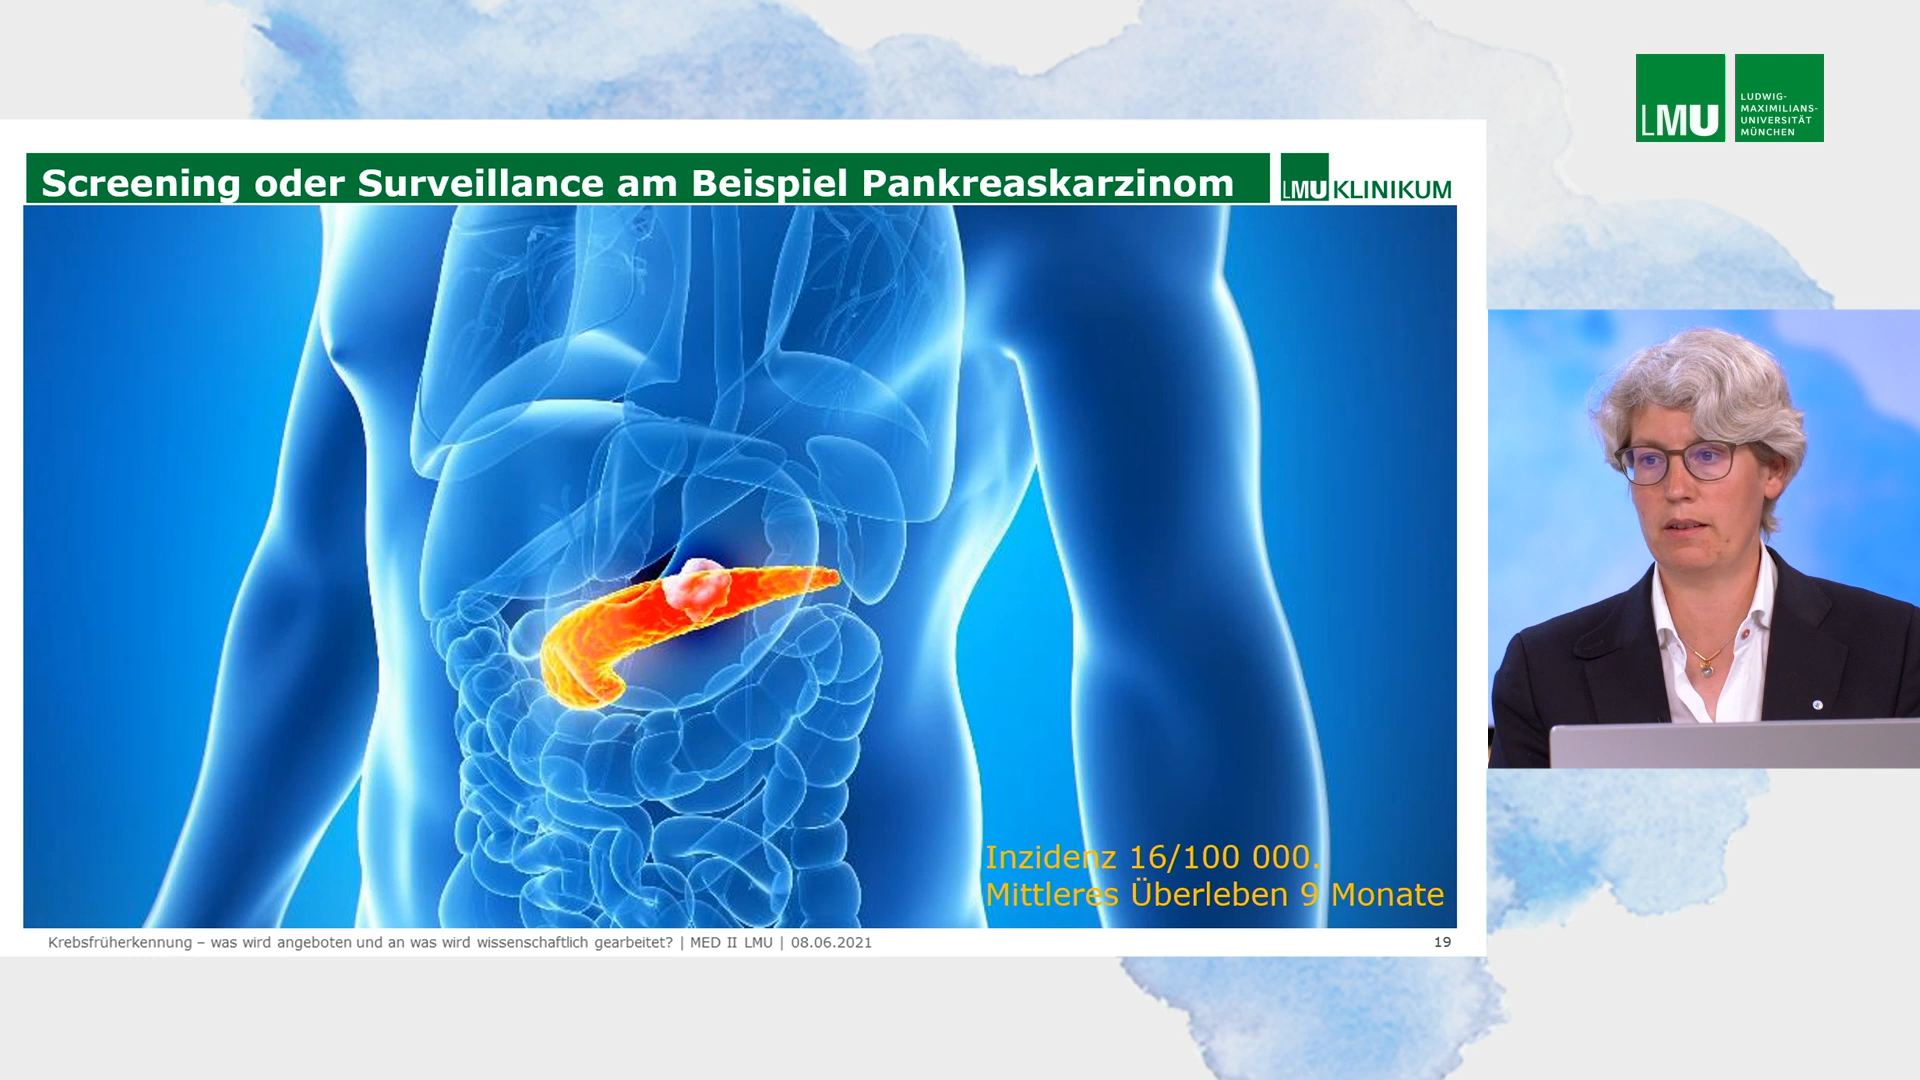 LMU
LUDWIG-
MAXIMILIANS-
UNIVERSITÄT
MÜNCHEN
Screening oder Surveillance am Beispiel Pankreaskarzinom
LMU KLINIKUM
Inzidenz 16/100 000.
Mittleres Überleben 9 Monate
Krebsfrüherkennung – was wird angeboten und an was wird wissenschaftlich gearbeitet? | MED II LMU | 08.06.2021
19